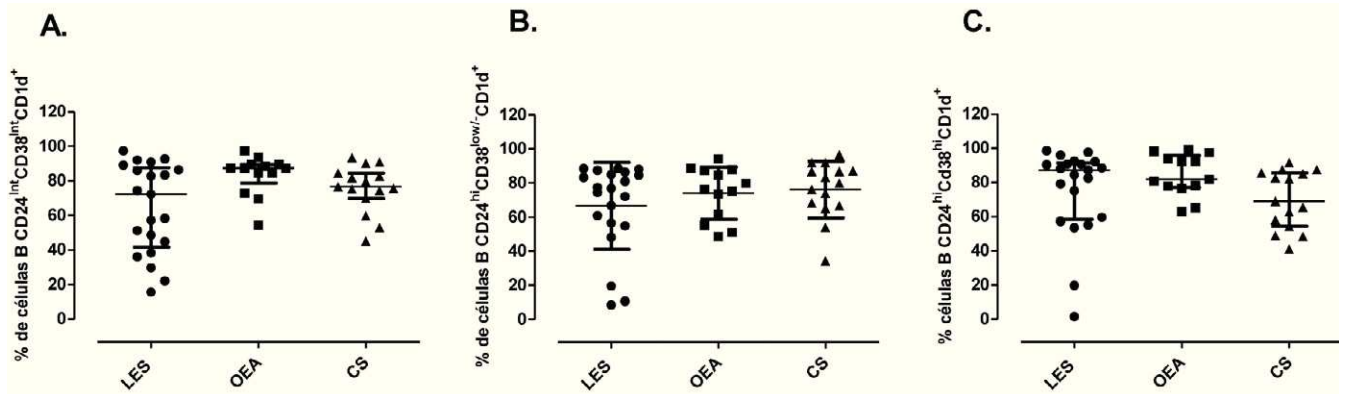 A.
% de células B CD24^Int CD38^Int CD1d^+
120
100
80
60
40
20
0
LES
OEA
CS
B.
% de células B CD24^hi CD38^low/- CD1d^+
120
100
80
60
40
20
0
LES
OEA
CS
C.
% células B CD24^hi Cd38^hi CD1d^+
120
100
80
60
40
20
0
LES
OEA
CS